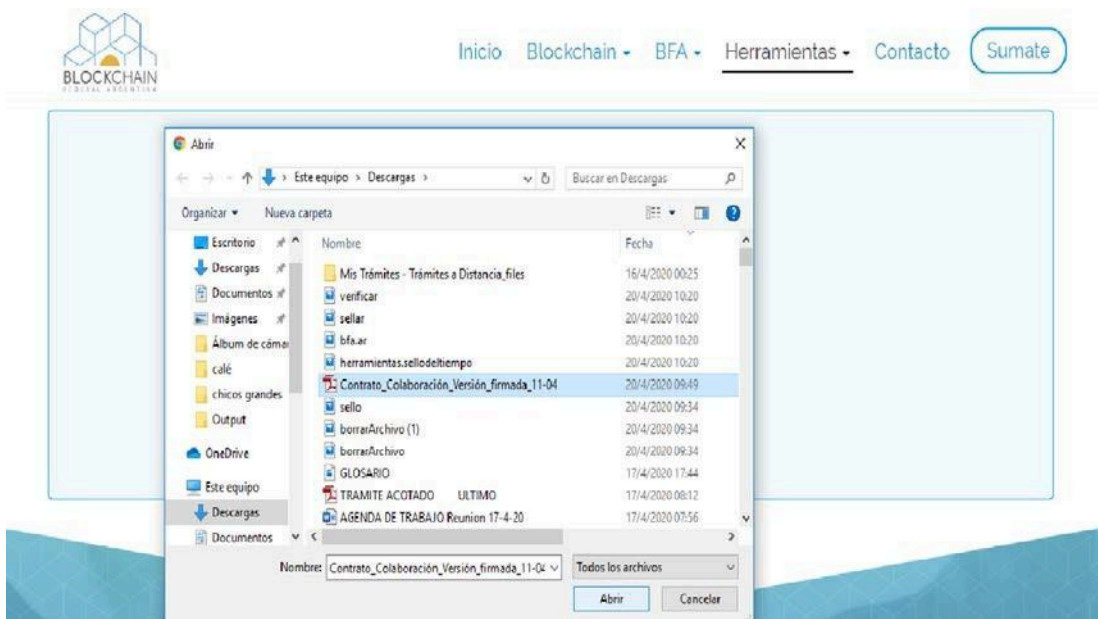 Inicio Blockchain BFA Herramientas Contacto Sumate
BLOCKCHAIN
FEDERAL ARGENTINA
Abrir
Este equipo > Descargas >
Buscar en Descargas
Organizar Nueva carpeta
Nombre Fecha
Escritorio
Descargas
Documentos
Imágenes
Álbum de cámar
calé
chicos grandes
Output
OneDrive
Este equipo
Descargas
Documentos
Mis Trámites - Trámites a Distancia_files 16/4/2020 00:25
verificar 20/4/2020 10:20
sellar 20/4/2020 10:20
bfa.ar 20/4/2020 10:20
herramientas.sellodeltiempo 20/4/2020 10:20
Contrato_Colaboración_Versión_firmada_11-04 20/4/2020 09:49
sello 20/4/2020 09:34
borrarArchivo (1) 20/4/2020 09:34
borrarArchivo 20/4/2020 09:34
GLOSARIO 17/4/2020 17:44
TRAMITE ACOTADO ULTIMO 17/4/2020 08:12
AGENDA DE TRABAJO Reunion 17-4-20 17/4/2020 07:56
Nombre: Contrato_Colaboración_Versión_firmada_11-04 Todos los archivos
Abrir Cancelar